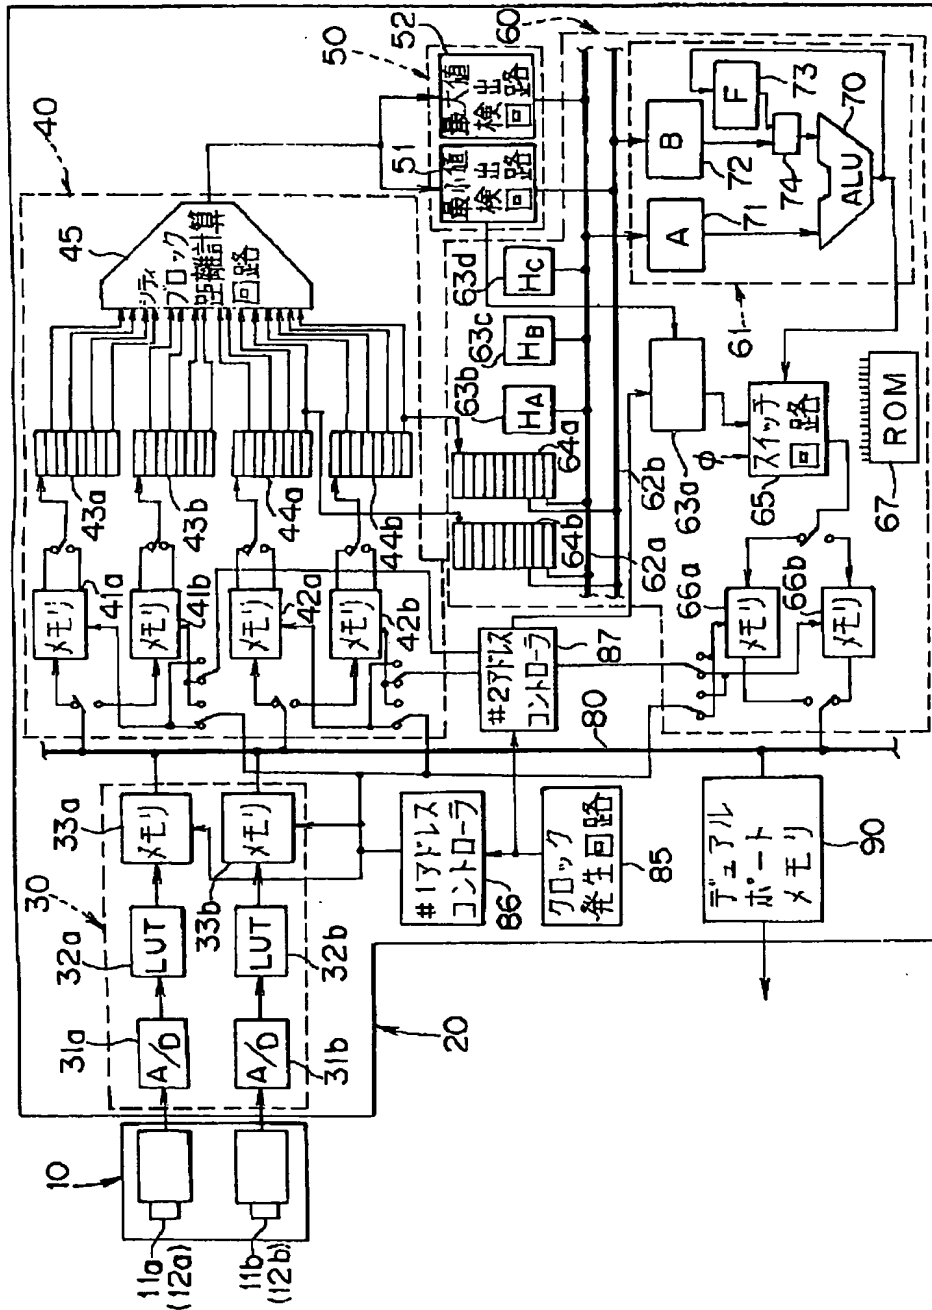 10
11a
(12a)
11b
(12b)
20
30
31a
A/D
31b
A/D
32a
LUT
32b
LUT
33a
メモリ
33b
メモリ
40
41a
メモリ
41b
メモリ
42a
メモリ
42b
メモリ
43a
43b
44a
44b
45
シティ
ブロック
距離計算
回路
50
51
最小値
検出
回路
52
最大値
検出
回路
60
61
62a
62b
63a
63b
HA
63c
HB
63d
HC
64a
64b
65
スイッチ
回路
φ
66a
メモリ
66b
メモリ
67
ROM
70
ALU
71
A
72
B
73
F
74
80
85
クロック
発生回路
86
#1アドレス
コントローラ
87
#2アドレス
コントローラ
90
デュアル
ポート
メモリ